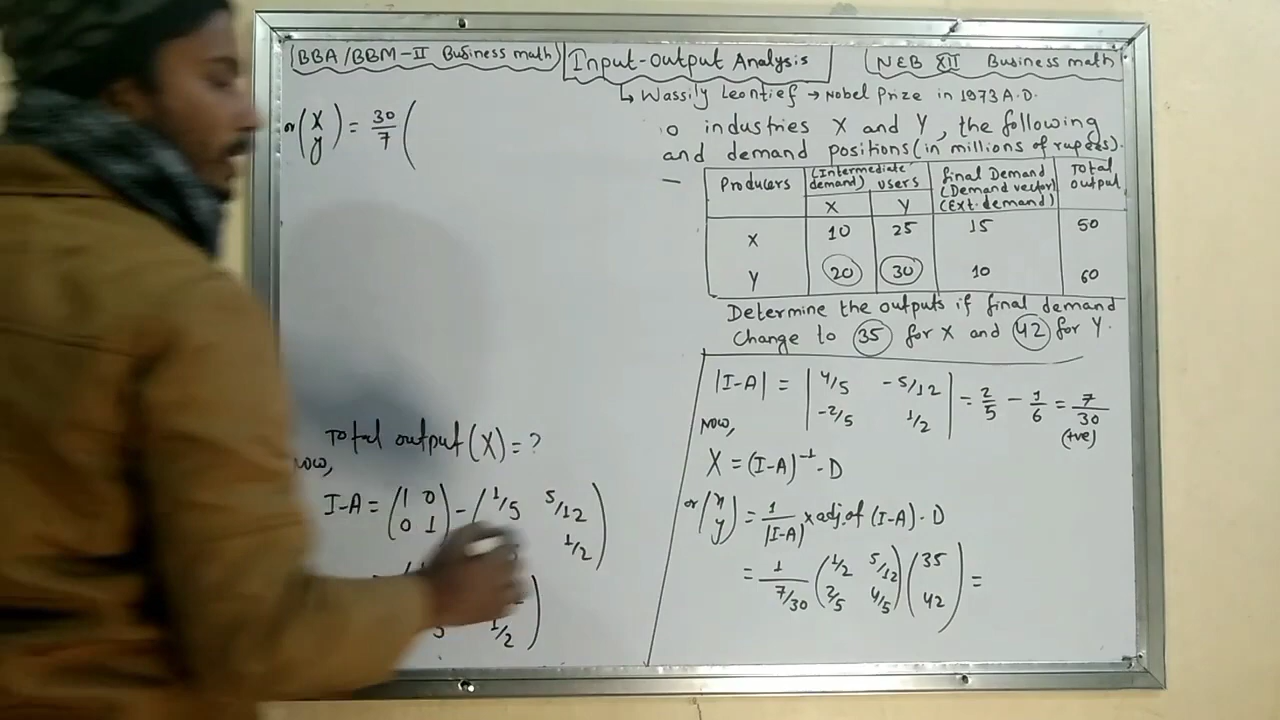 BBA/BBM-II Business math
Input-Output Analysis
NEB XII Business math
↳ Wassily Leontief → Nobel Prize in 1973 A.D.
o industries X and Y, the following
and demand positions (in millions of rupees).
Producers (Intermediate demand) users Final Demand (Demand vector) (Ext. demand) Total output
X Y
X 10 25 15 50
Y 20 30 10 60
Determine the outputs if final demand
Change to 35 for X and 42 for Y.
or (x y) = 30/7 (
Total output (X) = ?
Now,
I-A = (1 0 0 1) - (1/5 5/12 1/2)
1/2)
|I-A| = |4/5 -5/12 -2/5 1/2| = 2/5 - 1/6 = 7/30
(+ve)
Now,
X = (I-A)⁻¹ · D
or (x y) = 1/|I-A| × adj. of (I-A) · D
= 1/7/30 (1/2 5/12 2/5 4/5) (35 42) =